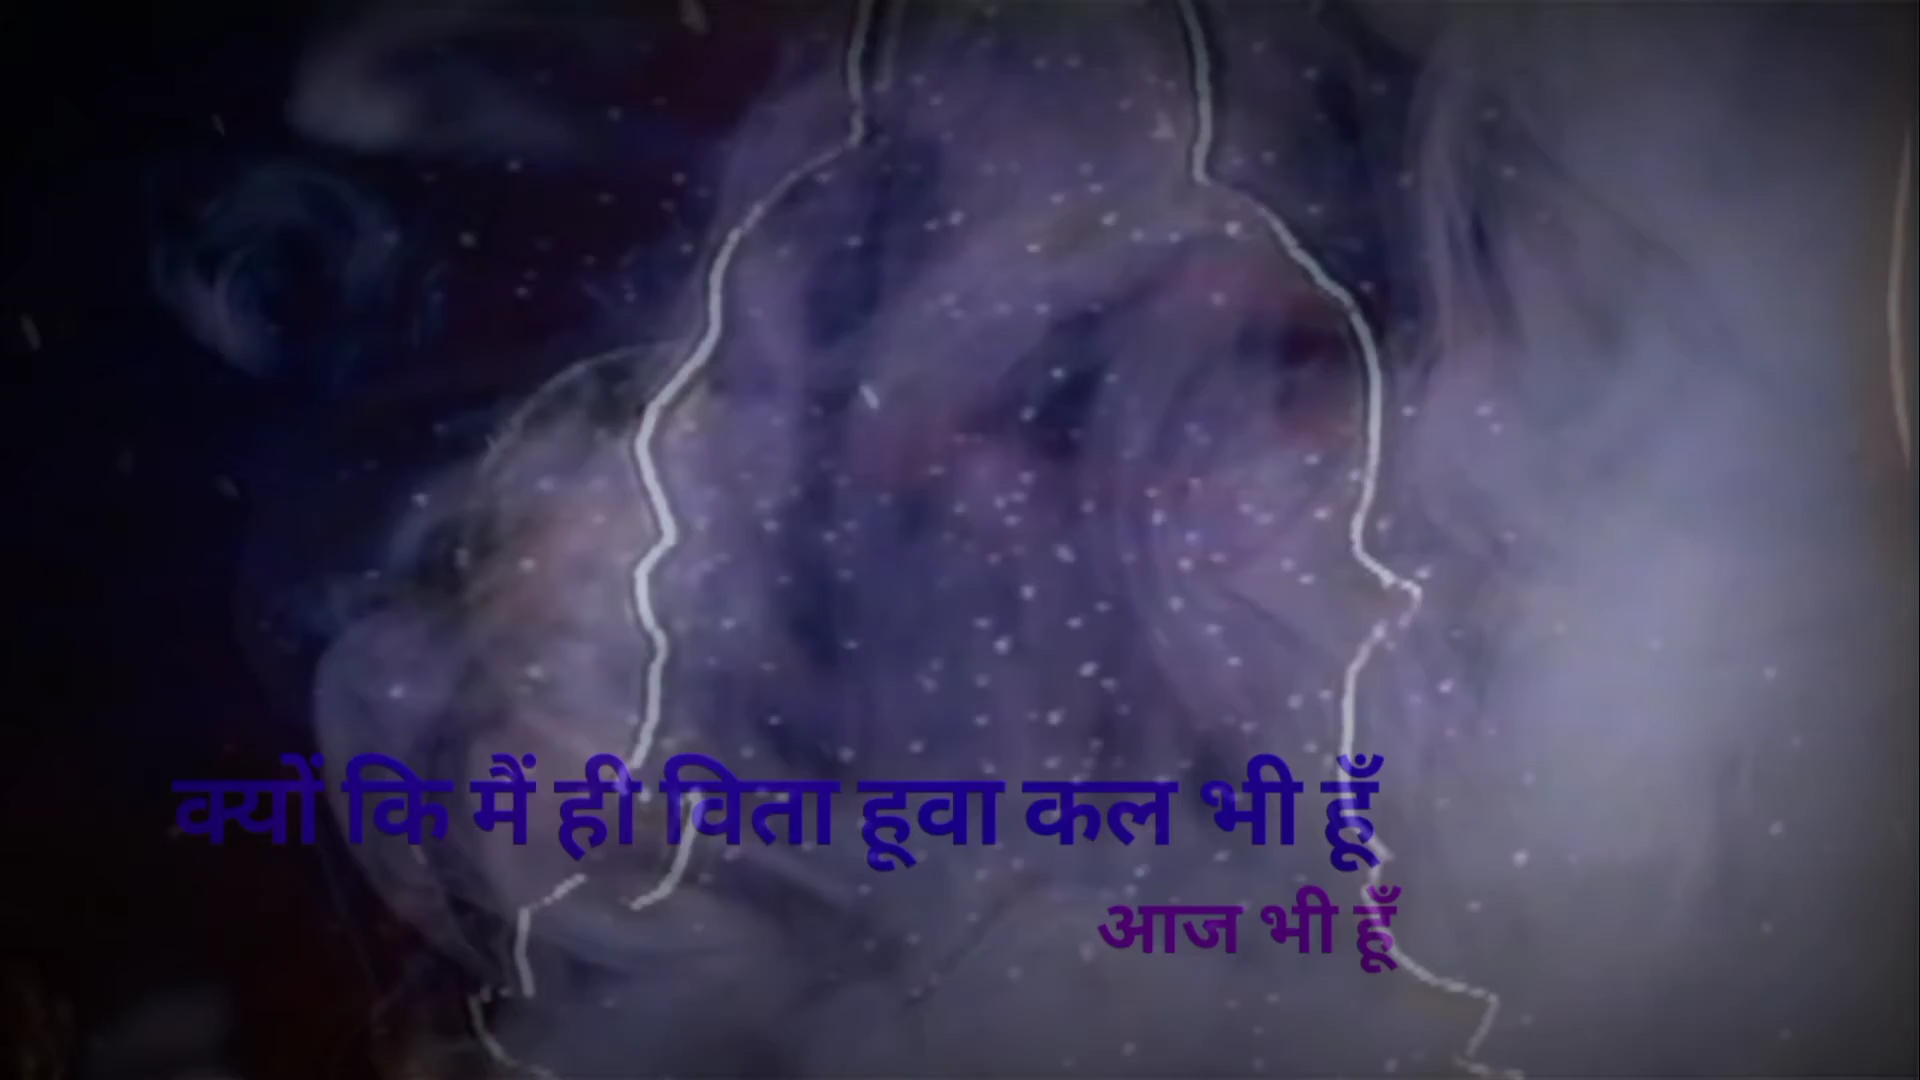 क्यों कि मैं ही विता हूवा कल भी हूँ
आज भी हूँ